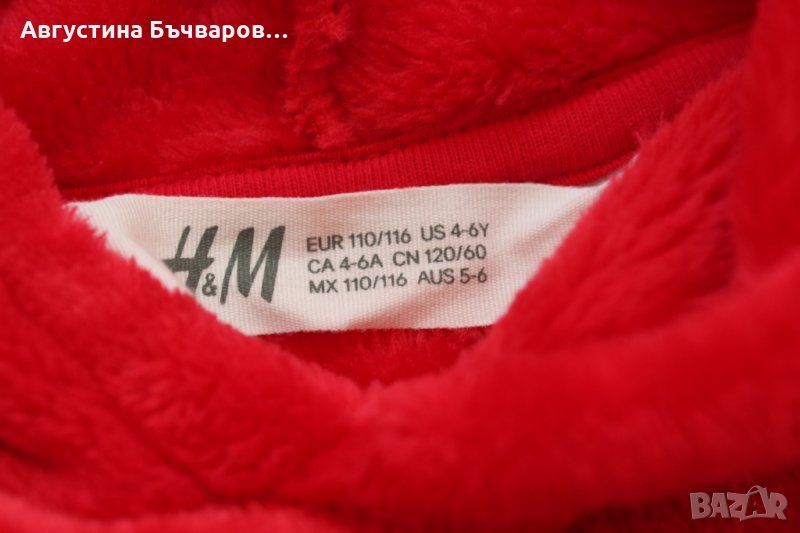 Августина Бъчваров...
H&M
EUR 110/116 US 4-6Y
CA 4-6A CN 120/60
MX 110/116 AUS 5-6
BAZAR